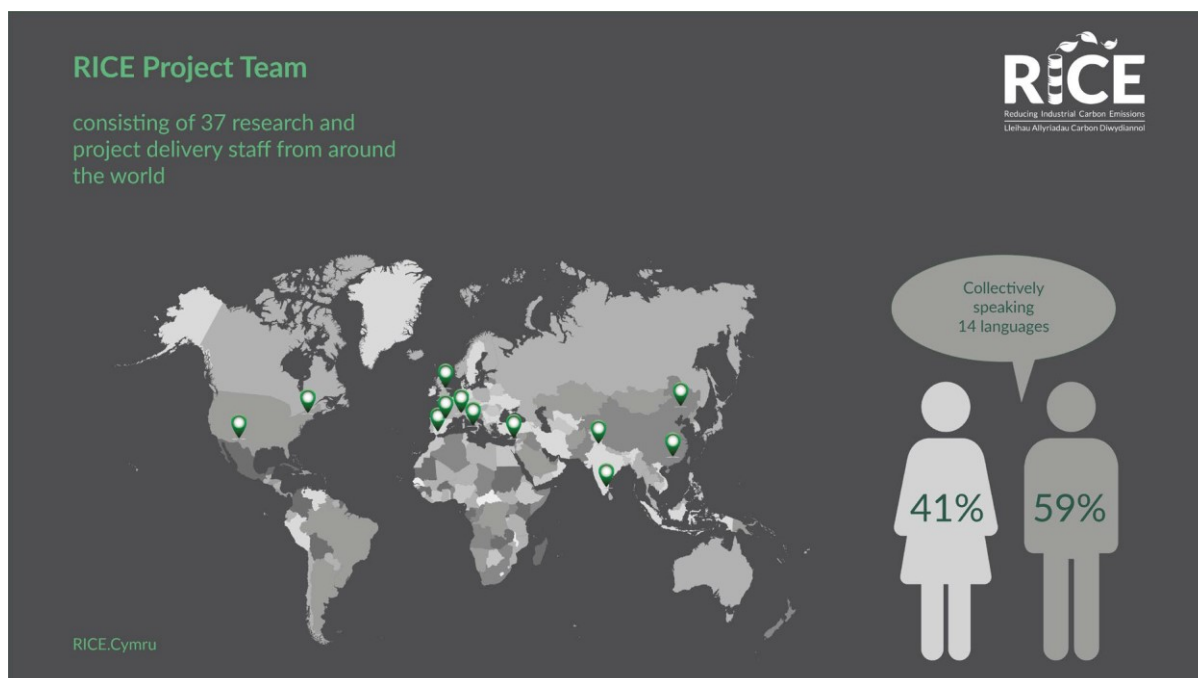 RICE Project Team
consisting of 37 research and
project delivery staff from around
the world
RICE
Reducing Industrial Carbon Emissions
Lleihau Allyriadau Carbon Diwydiannol
Collectively
speaking
14 languages
41%
59%
RICE.Cymru